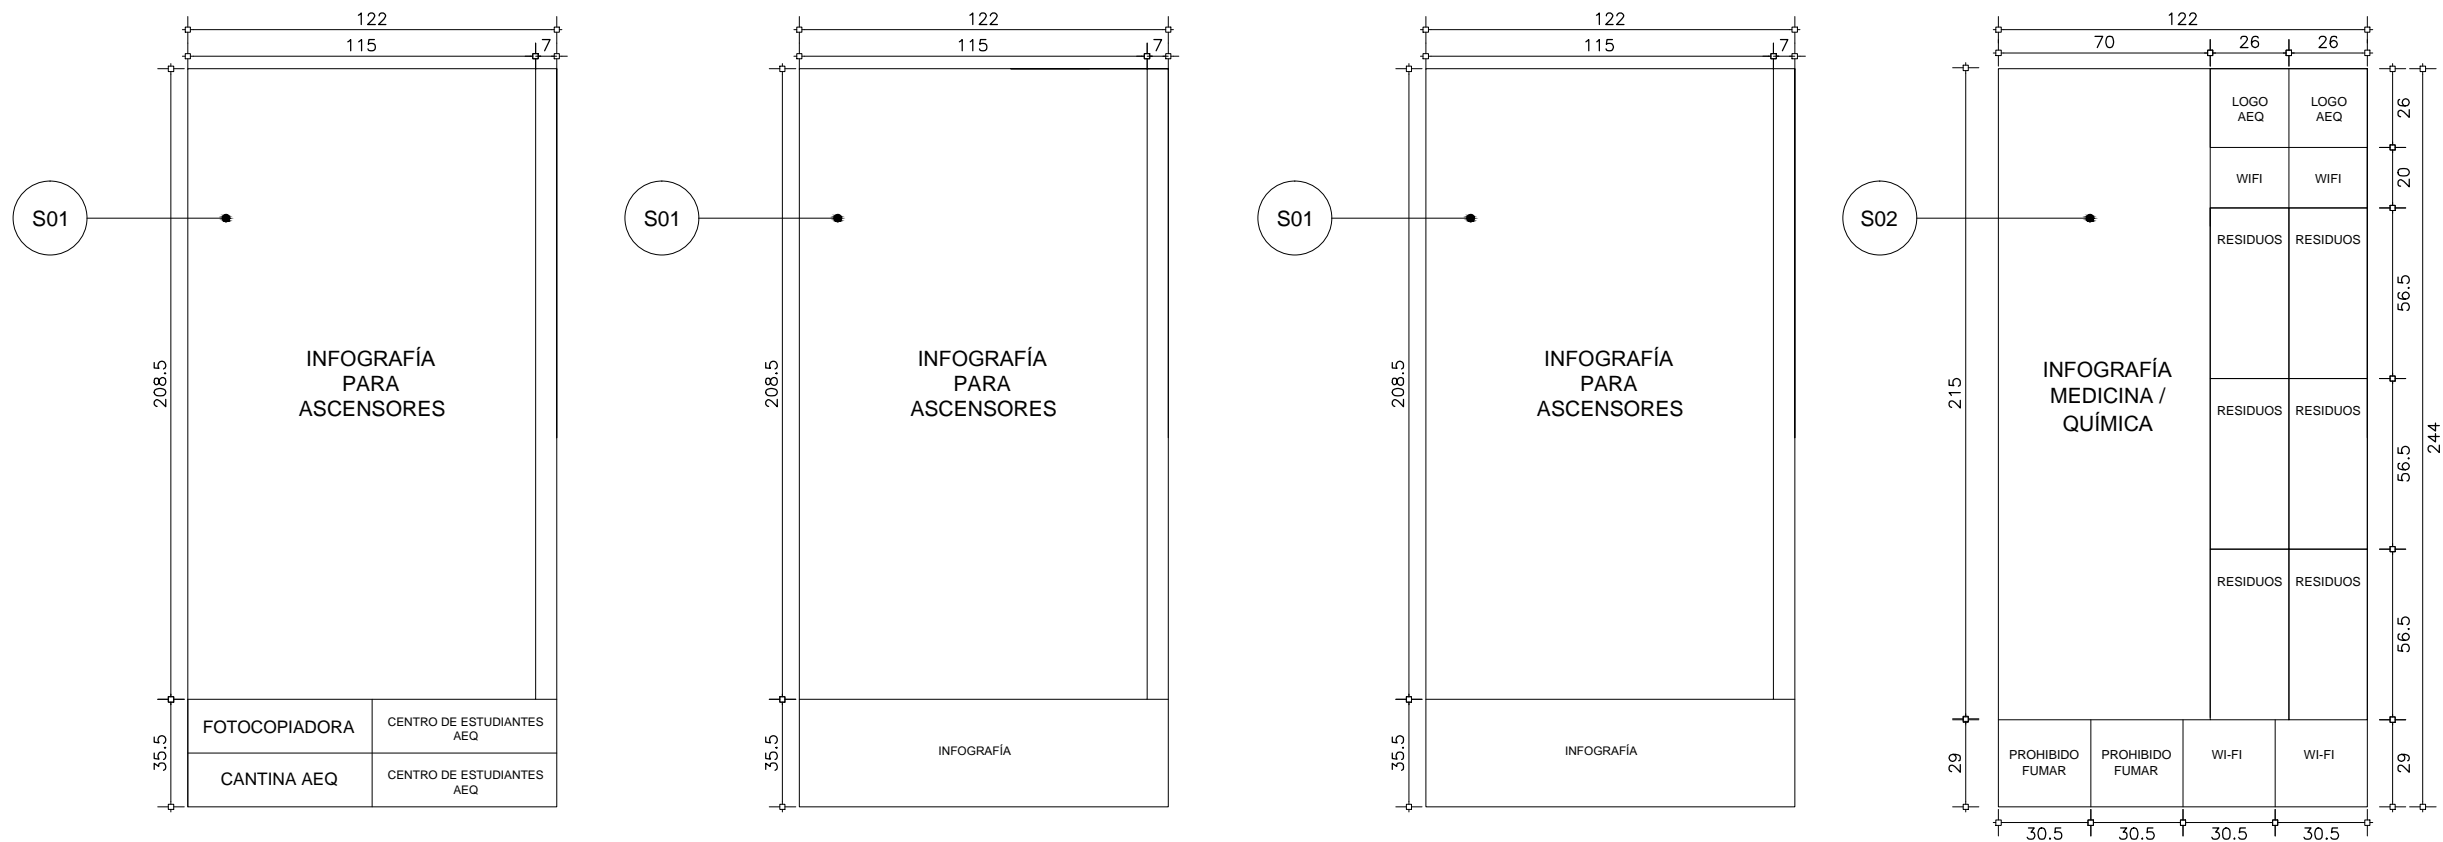 122
115
7
208.5
S01
INFOGRAFÍA
PARA
ASCENSORES
35.5
FOTOCOPIADORA
CENTRO DE ESTUDIANTES
AEQ
CANTINA AEQ
CENTRO DE ESTUDIANTES
AEQ
122
115
7
208.5
S01
INFOGRAFÍA
PARA
ASCENSORES
35.5
INFOGRAFÍA
122
115
7
208.5
S01
INFOGRAFÍA
PARA
ASCENSORES
35.5
INFOGRAFÍA
122
70
26
26
LOGO
AEQ
LOGO
AEQ
26
WIFI
WIFI
20
S02
RESIDUOS
RESIDUOS
56.5
215
INFOGRAFÍA
MEDICINA /
QUÍMICA
RESIDUOS
RESIDUOS
56.5
244
RESIDUOS
RESIDUOS
56.5
29
PROHIBIDO
FUMAR
PROHIBIDO
FUMAR
WI-FI
WI-FI
29
30.5
30.5
30.5
30.5